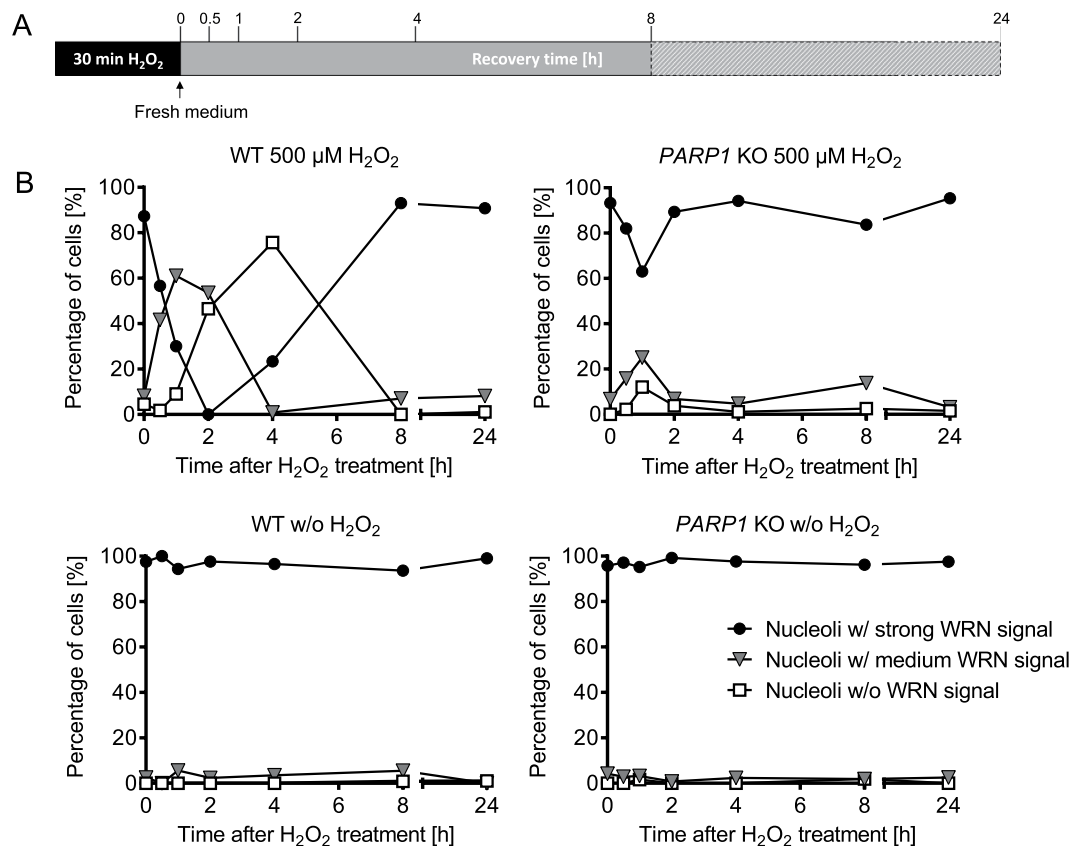 A
0 0.5 1 2 4 8 24
30 min H₂O₂ Recovery time [h]
Fresh medium
B
WT 500 µM H₂O₂
Percentage of cells [%]
100
80
60
40
20
0
0 2 4 6 8 24
Time after H₂O₂ treatment [h]
PARP1 KO 500 µM H₂O₂
Percentage of cells [%]
100
80
60
40
20
0
0 2 4 6 8 24
Time after H₂O₂ treatment [h]
WT w/o H₂O₂
Percentage of cells [%]
100
80
60
40
20
0
0 2 4 6 8 24
Time after H₂O₂ treatment [h]
PARP1 KO w/o H₂O₂
Percentage of cells [%]
100
80
60
40
20
0
0 2 4 6 8 24
Time after H₂O₂ treatment [h]
Nucleoli w/ strong WRN signal
Nucleoli w/ medium WRN signal
Nucleoli w/o WRN signal